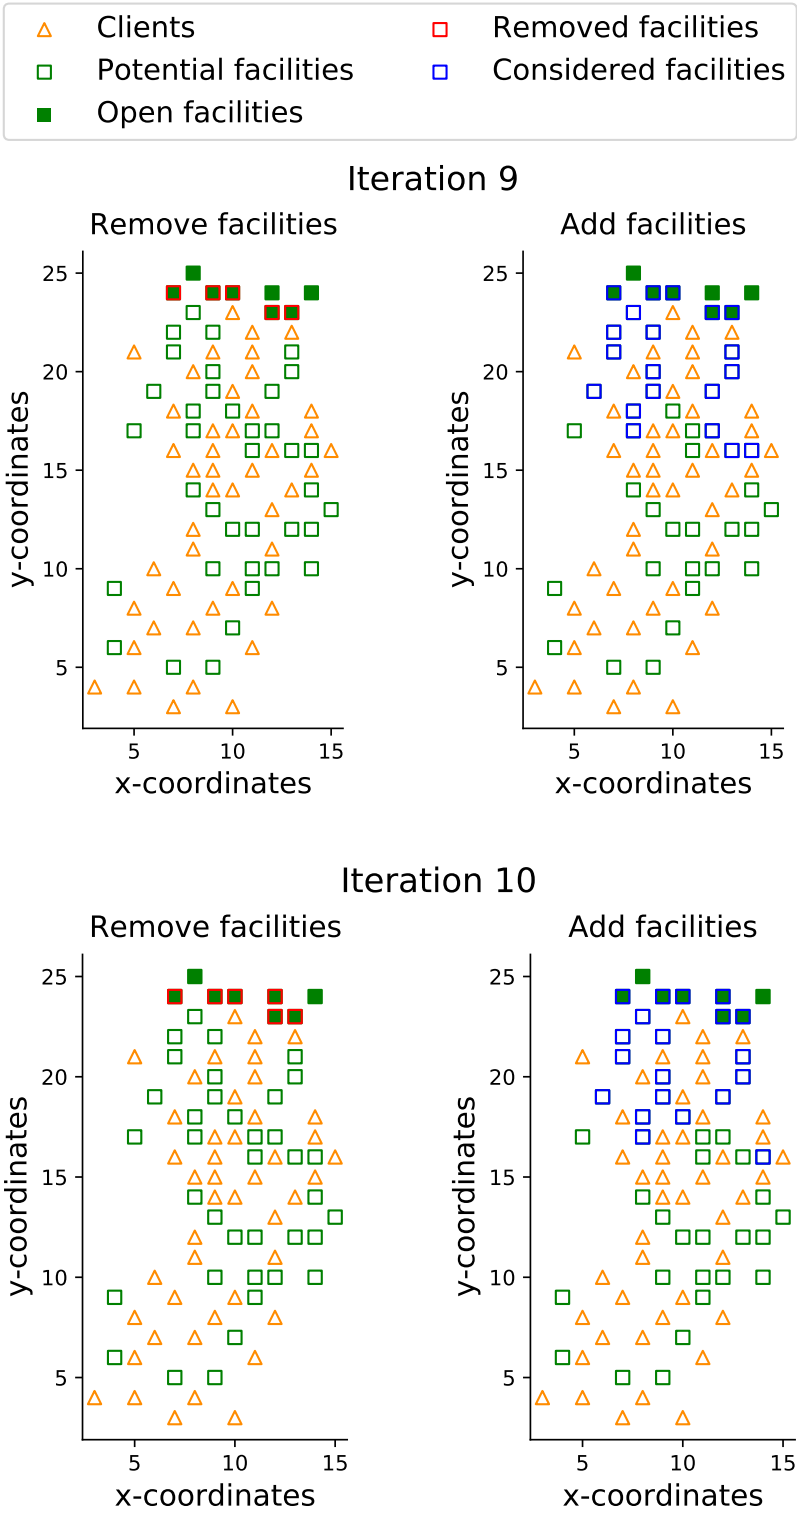 Clients
Removed facilities
Potential facilities
Considered facilities
Open facilities
Iteration 9
Remove facilities
Add facilities
25
20
15
10
5
y-coordinates
5 10 15
x-coordinates
25
20
15
10
5
y-coordinates
5 10 15
x-coordinates
Iteration 10
Remove facilities
Add facilities
25
20
15
10
5
y-coordinates
5 10 15
x-coordinates
25
20
15
10
5
y-coordinates
5 10 15
x-coordinates